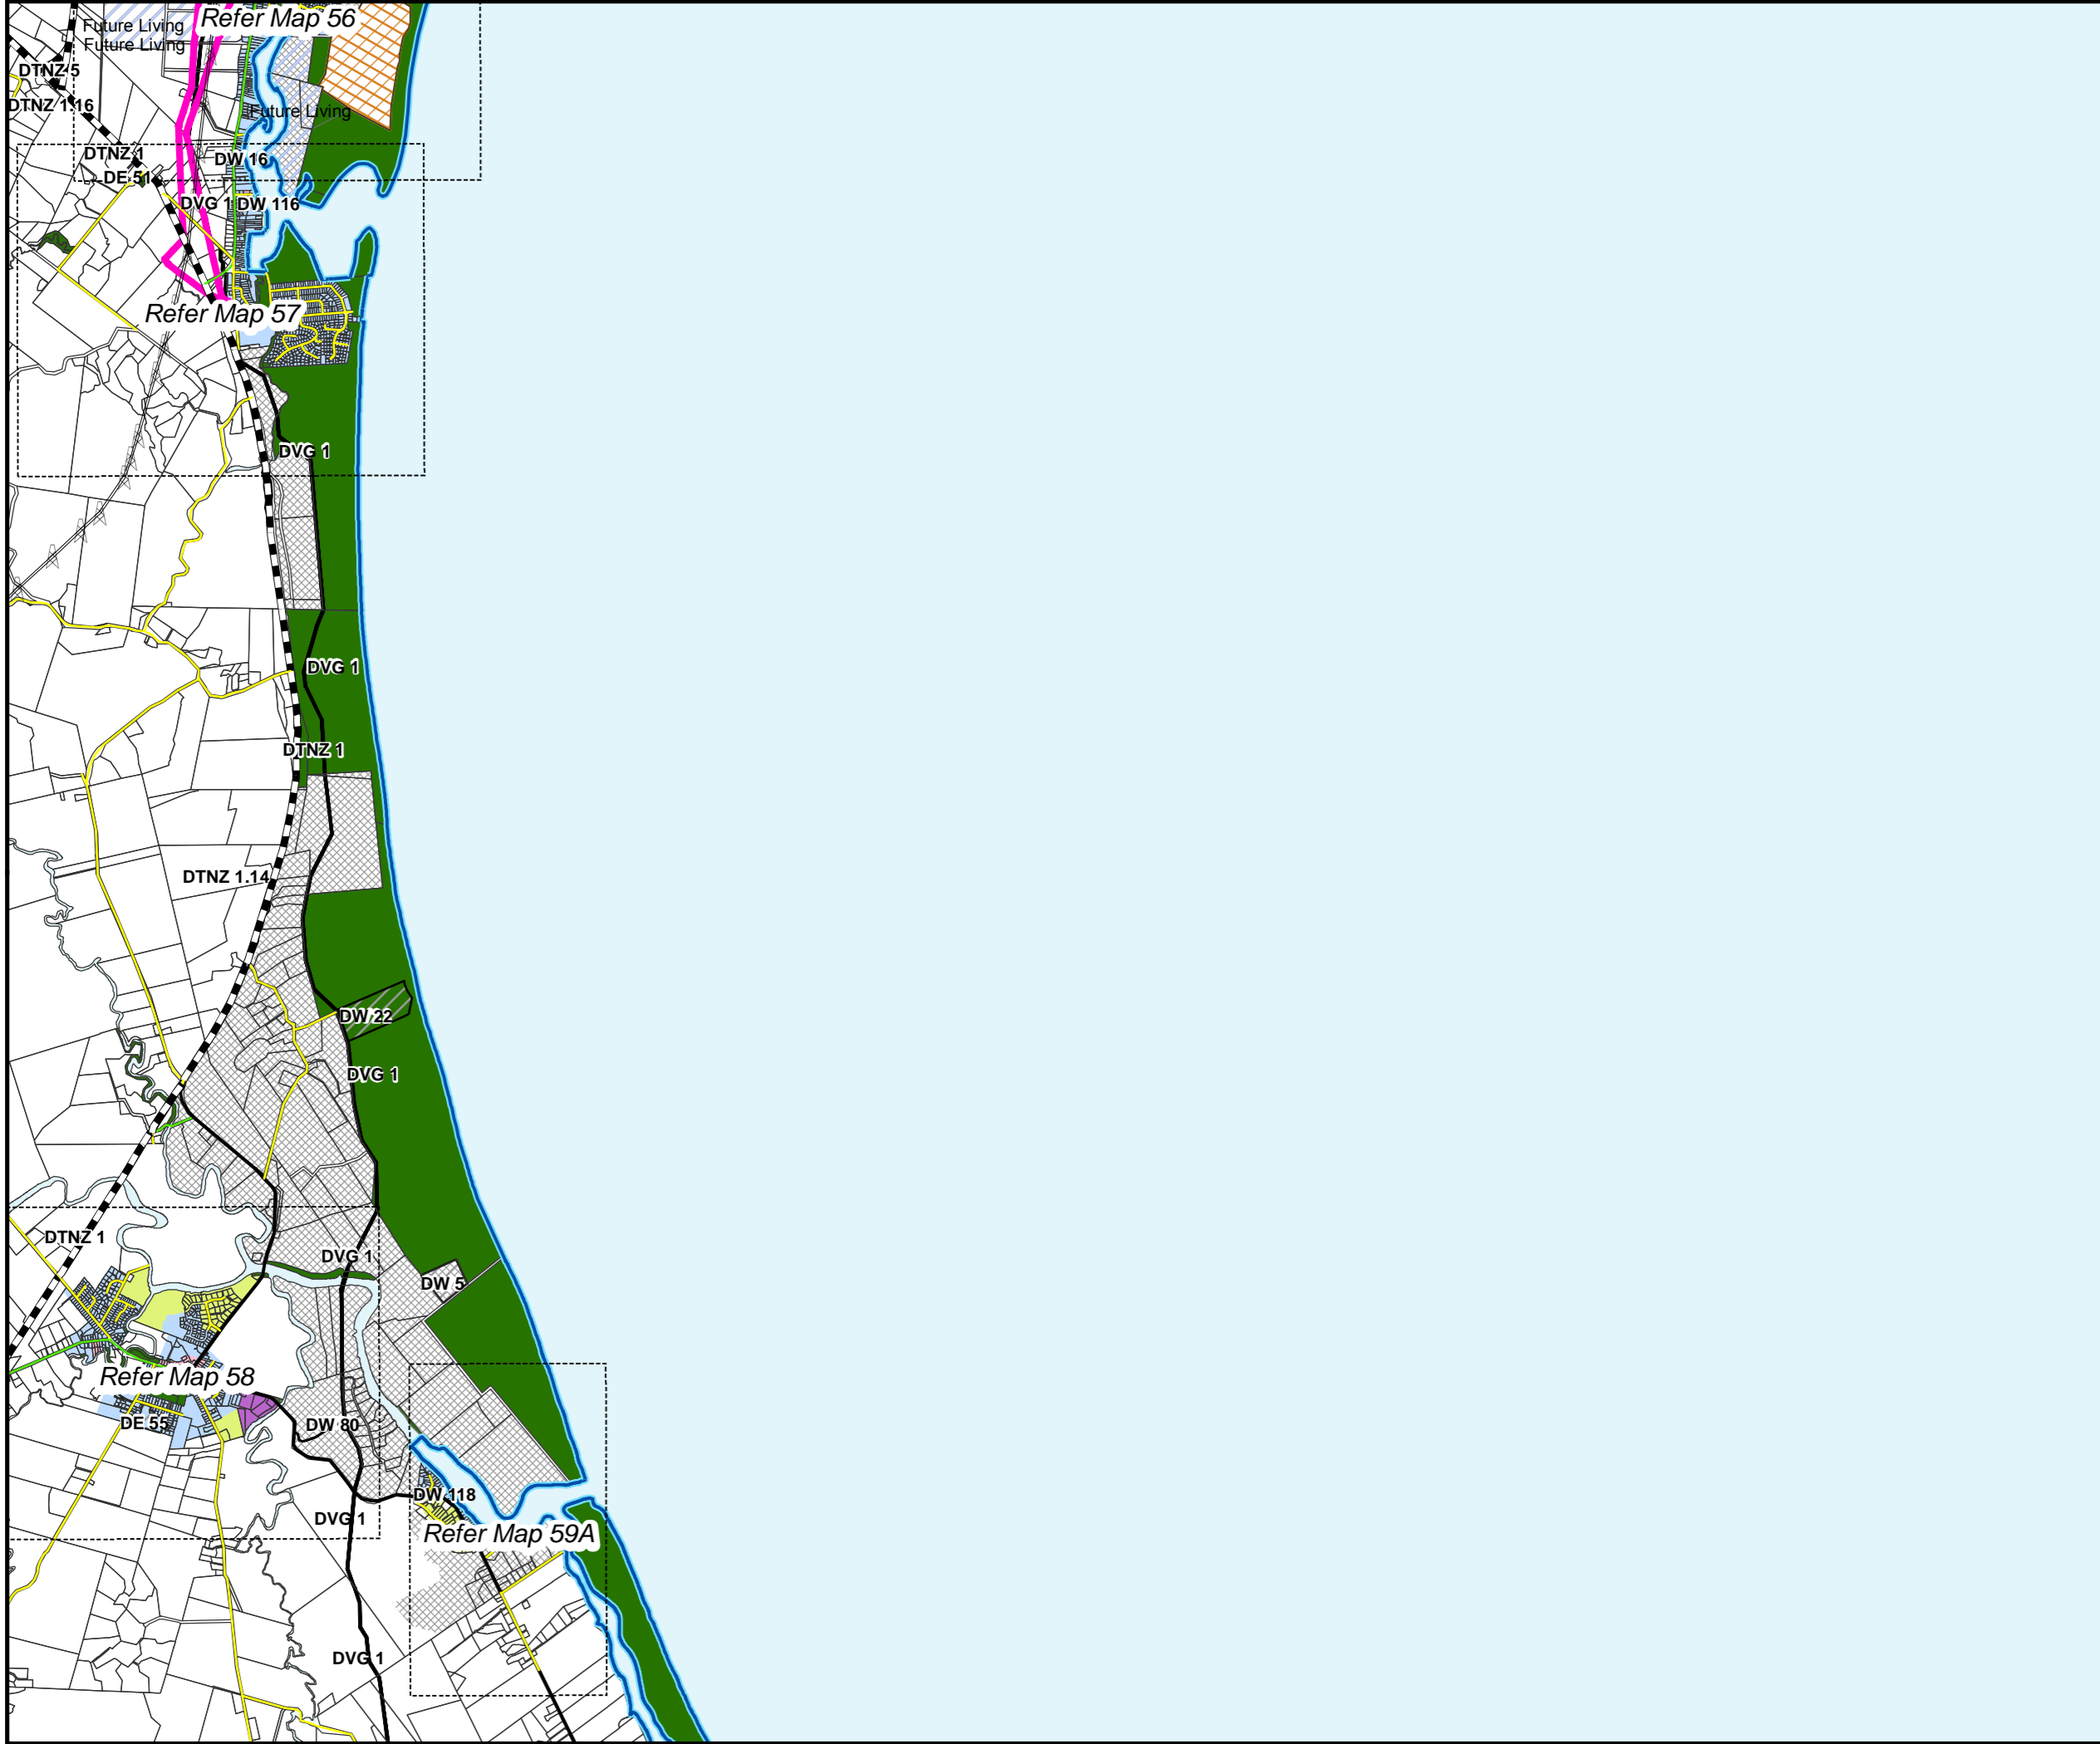 Refer Map 56
Future Living
Future Living
DTNZ 5
DTNZ 1.16
Future Living
DTNZ 1
DW 16
DE 51
DVG 1
DW 116
Refer Map 57
DVG 1
DVG 1
DTNZ 1
DTNZ 1.14
DW 22
DVG 1
DTNZ 1
DVG 1
DW 5
Refer Map 58
DE 55
DW 80
DW 118
DVG 1
Refer Map 59A
DVG 1